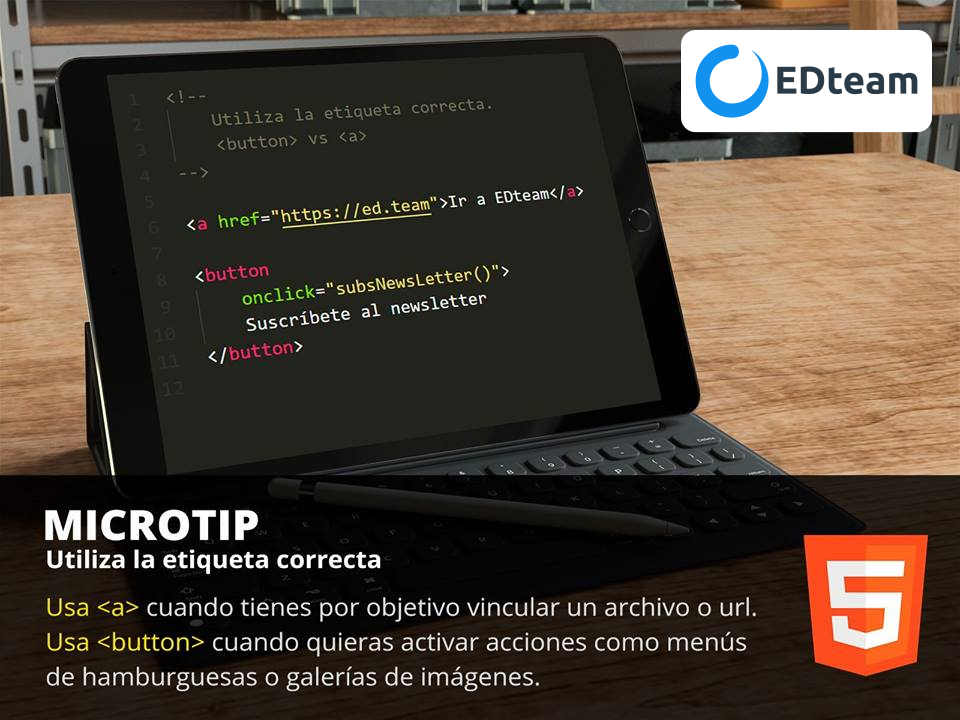 EDteam
1 <!--
2 Utiliza la etiqueta correcta.
3 <button> vs <a>
4 -->
5
6 <a href="https://ed.team">Ir a EDteam</a>
7
8 <button
9 onclick="subsNewsLetter()">
10 Suscríbete al newsletter
11 </button>
12
MICROTIP
Utiliza la etiqueta correcta
Usa <a> cuando tienes por objetivo vincular un archivo o url.
Usa <button> cuando quieras activar acciones como menús
de hamburguesas o galerías de imágenes.
5